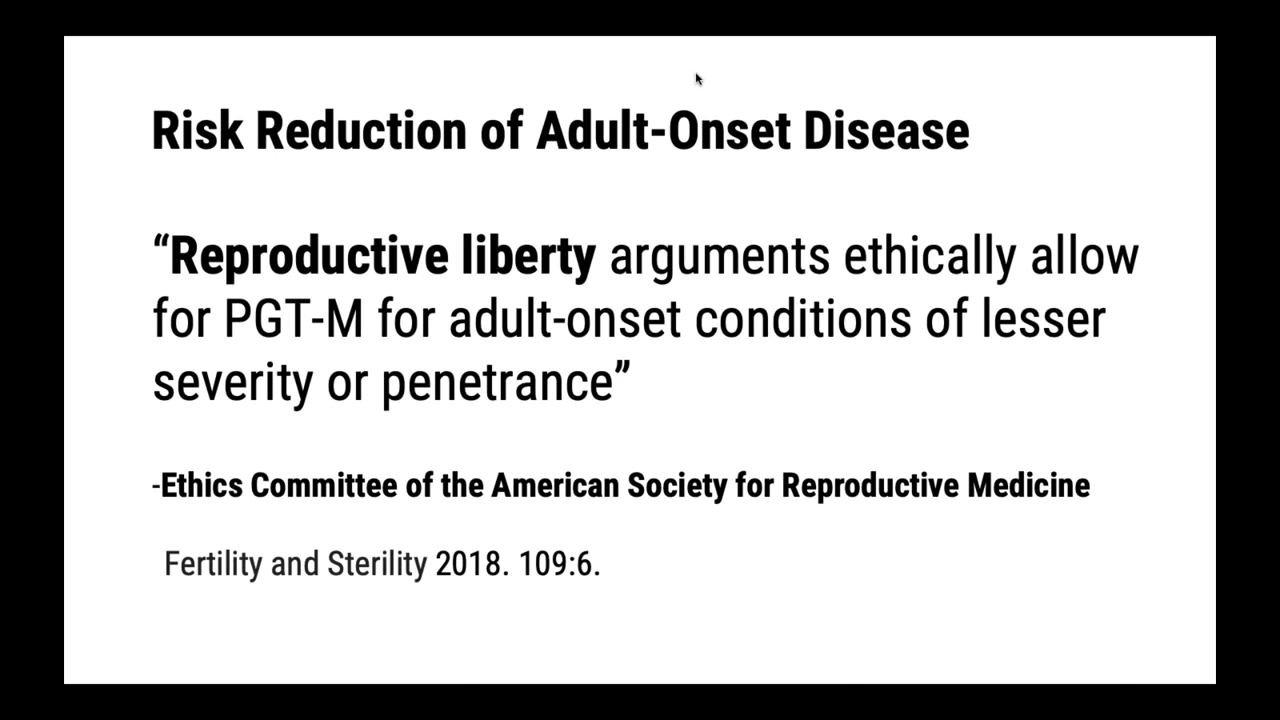 Risk Reduction of Adult-Onset Disease
“Reproductive liberty arguments ethically allow
for PGT-M for adult-onset conditions of lesser
severity or penetrance”
-Ethics Committee of the American Society for Reproductive Medicine
Fertility and Sterility 2018. 109:6.